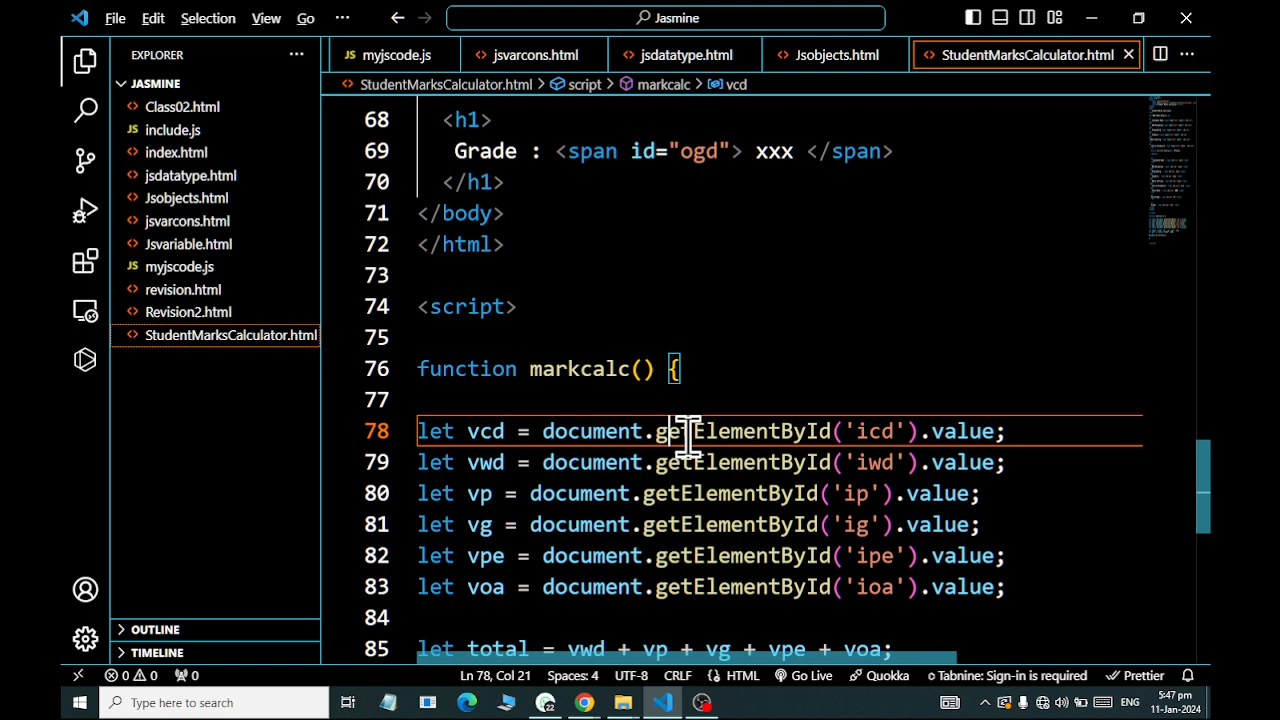 File Edit Selection View Go ··· Jasmine
EXPLORER ···
myjscode.js jsvarcons.html jsdatatype.html Jsobjects.html StudentMarksCalculator.html ···
StudentMarksCalculator.html > script > markcalc > vcd
JASMINE
Class02.html
JS include.js
index.html
jsdatatype.html
Jsobjects.html
jsvarcons.html
Jsvariable.html
JS myjscode.js
revision.html
Revision2.html
StudentMarksCalculator.html
OUTLINE
TIMELINE
68 <h1>
69 Grade : <span id="ogd"> xxx </span>
70 </h1>
71 </body>
72 </html>
73
74 <script>
75
76 function markcalc() {
77
78 let vcd = document.getElementById('icd').value;
79 let vwd = document.getElementById('iwd').value;
80 let vp = document.getElementById('ip').value;
81 let vg = document.getElementById('ig').value;
82 let vpe = document.getElementById('ipe').value;
83 let voa = document.getElementById('ioa').value;
84
85 let total = vwd + vp + vg + vpe + voa;
0 0 0 Ln 78, Col 21 Spaces: 4 UTF-8 CRLF {} HTML Go Live Quokka Tabnine: Sign-in is required Prettier
Type here to search 22 ENG 5:47 pm
11-Jan-2024